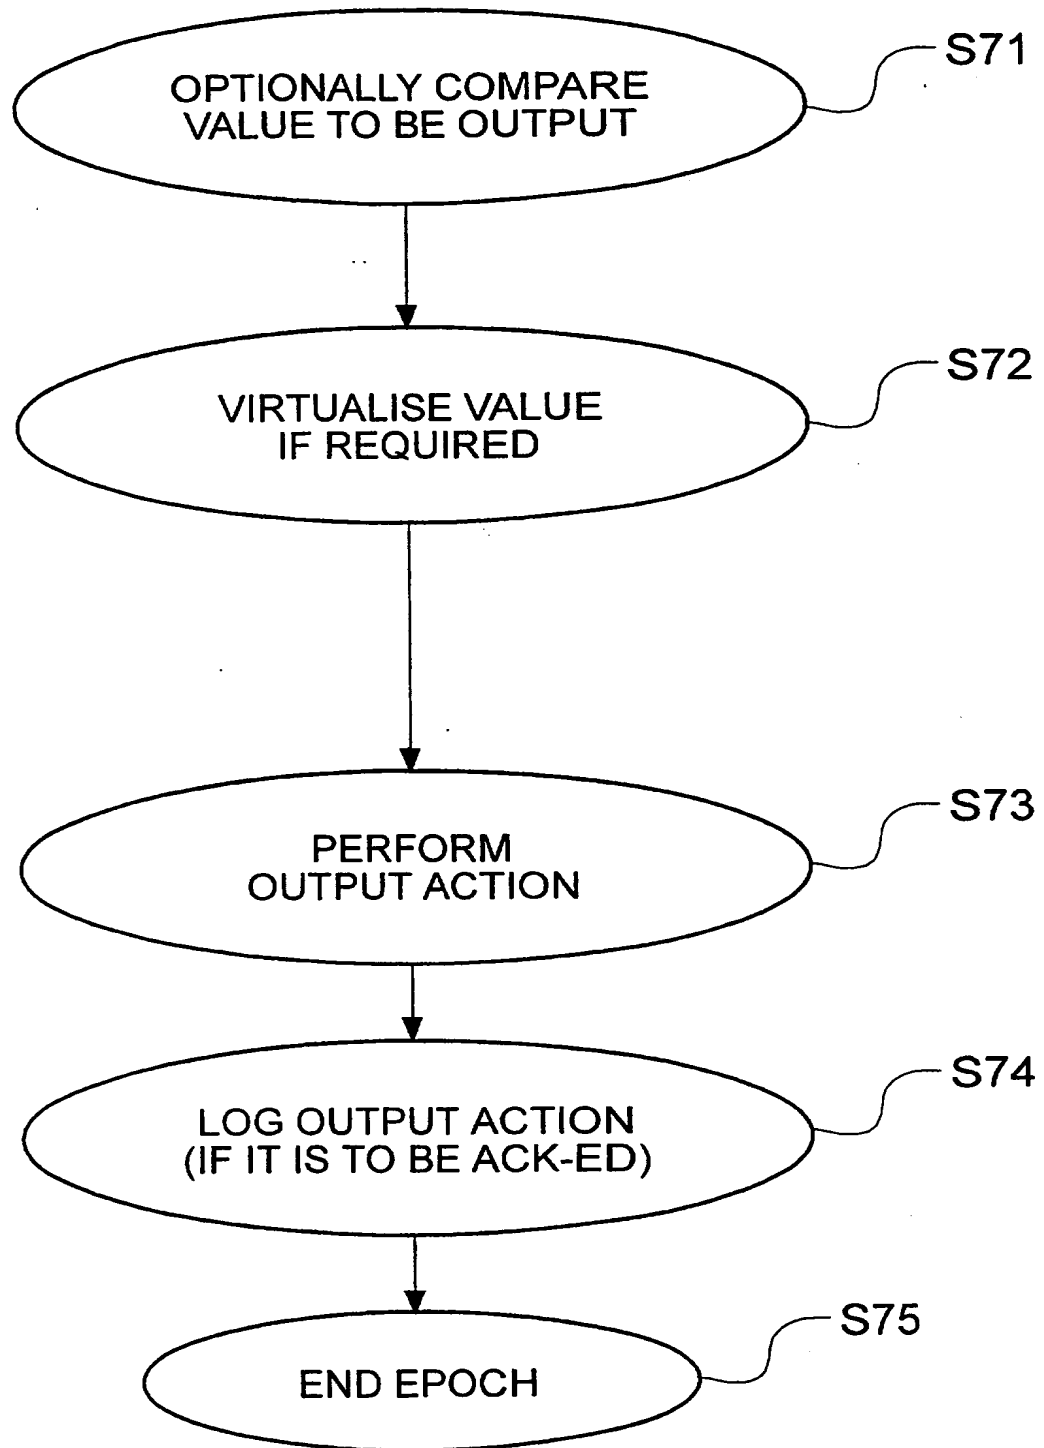 S71
OPTIONALLY COMPARE
VALUE TO BE OUTPUT
S72
VIRTUALISE VALUE
IF REQUIRED
S73
PERFORM
OUTPUT ACTION
S74
LOG OUTPUT ACTION
(IF IT IS TO BE ACK-ED)
S75
END EPOCH